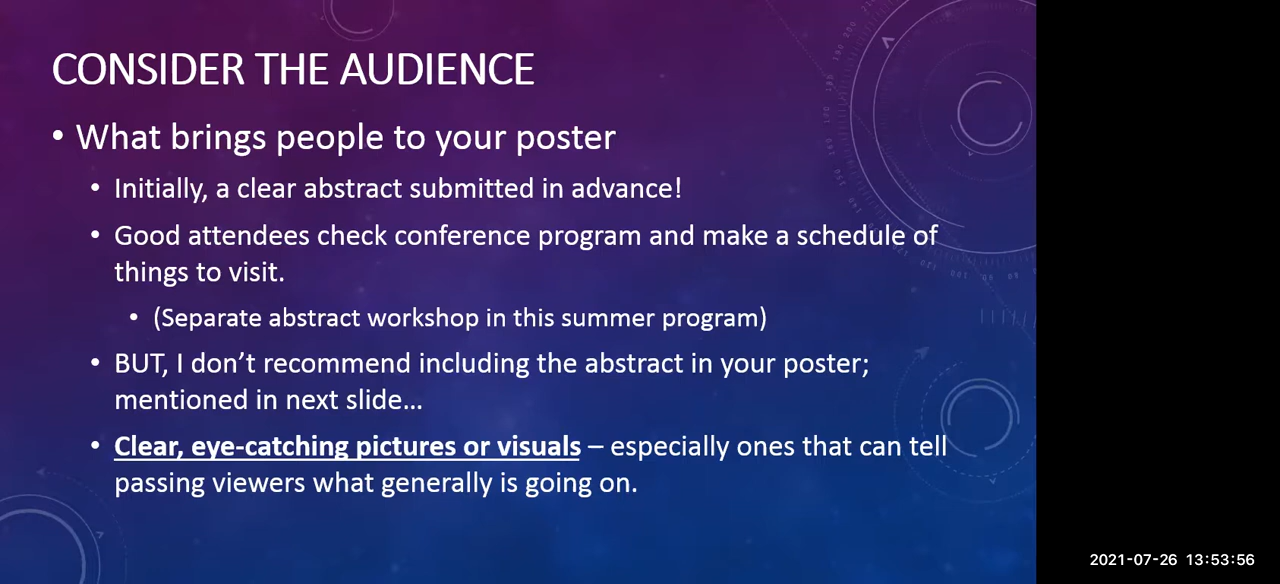 CONSIDER THE AUDIENCE
• What brings people to your poster
• Initially, a clear abstract submitted in advance!
• Good attendees check conference program and make a schedule of
things to visit.
• (Separate abstract workshop in this summer program)
• BUT, I don’t recommend including the abstract in your poster;
mentioned in next slide…
• Clear, eye-catching pictures or visuals – especially ones that can tell
passing viewers what generally is going on.
2021-07-26 13:53:56